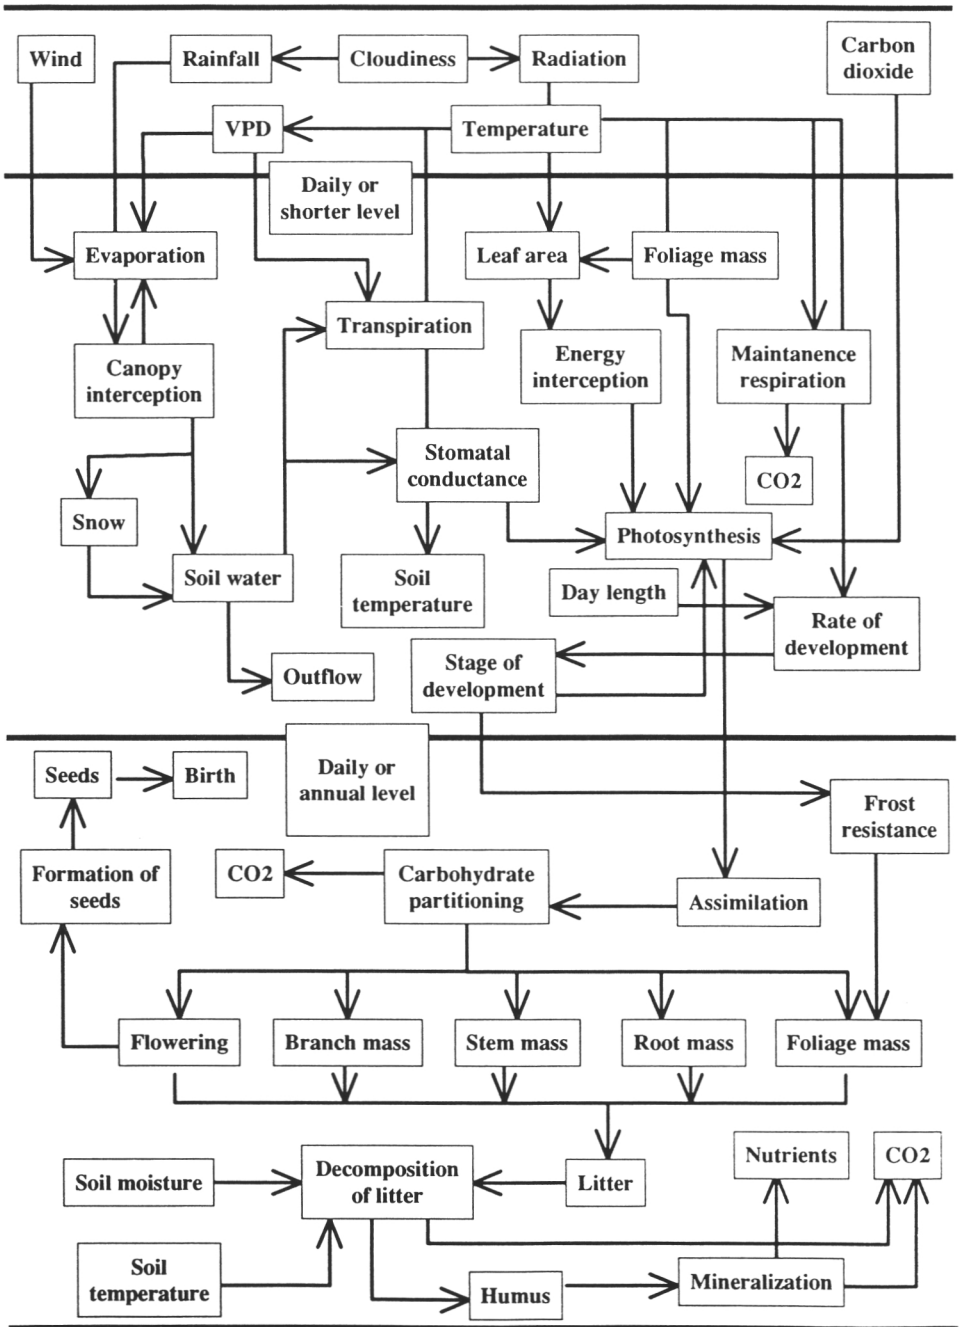 Wind
Rainfall
Cloudiness
Radiation
Carbon
dioxide
VPD
Temperature
Daily or
shorter level
Evaporation
Leaf area
Foliage mass
Transpiration
Canopy
interception
Energy
interception
Maintanence
respiration
Stomatal
conductance
CO2
Snow
Photosynthesis
Soil water
Soil
temperature
Day length
Rate of
development
Outflow
Stage of
development
Daily or
annual level
Seeds
Birth
Frost
resistance
Formation of
seeds
CO2
Carbohydrate
partitioning
Assimilation
Flowering
Branch mass
Stem mass
Root mass
Foliage mass
Nutrients
CO2
Soil moisture
Decomposition
of litter
Litter
Soil
temperature
Humus
Mineralization